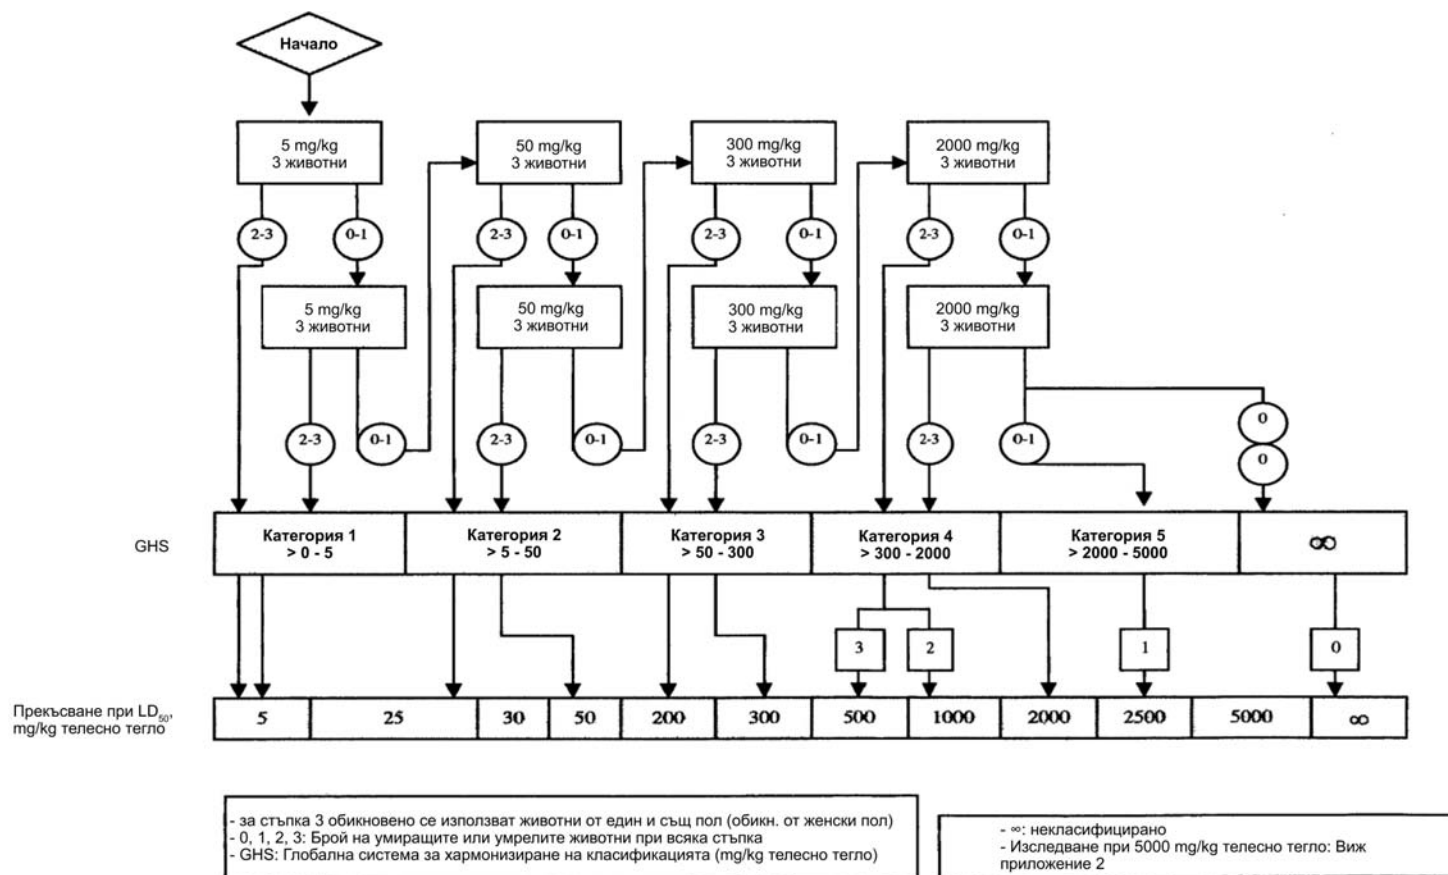 Начало
5 mg/kg
3 животни
50 mg/kg
3 животни
300 mg/kg
3 животни
2000 mg/kg
3 животни
2-3
0-1
2-3
0-1
2-3
0-1
2-3
0-1
5 mg/kg
3 животни
50 mg/kg
3 животни
300 mg/kg
3 животни
2000 mg/kg
3 животни
2-3
0-1
2-3
0-1
2-3
0-1
2-3
0-1
0
0
GHS
Категория 1
> 0 - 5
Категория 2
> 5 - 50
Категория 3
> 50 - 300
Категория 4
> 300 - 2000
Категория 5
> 2000 - 5000
∞
3
2
1
0
Прекъсване при LD₅₀,
mg/kg телесно тегло
5
25
30
50
200
300
500
1000
2000
2500
5000
∞
- за стъпка 3 обикновено се използват животни от един и същ пол (обикн. от женски пол)
- 0, 1, 2, 3: Брой на умиращите или умрелите животни при всяка стъпка
- GHS: Глобална система за хармонизиране на класификацията (mg/kg телесно тегло)
- ∞: некласифицирано
- Изследване при 5000 mg/kg телесно тегло: Виж
приложение 2